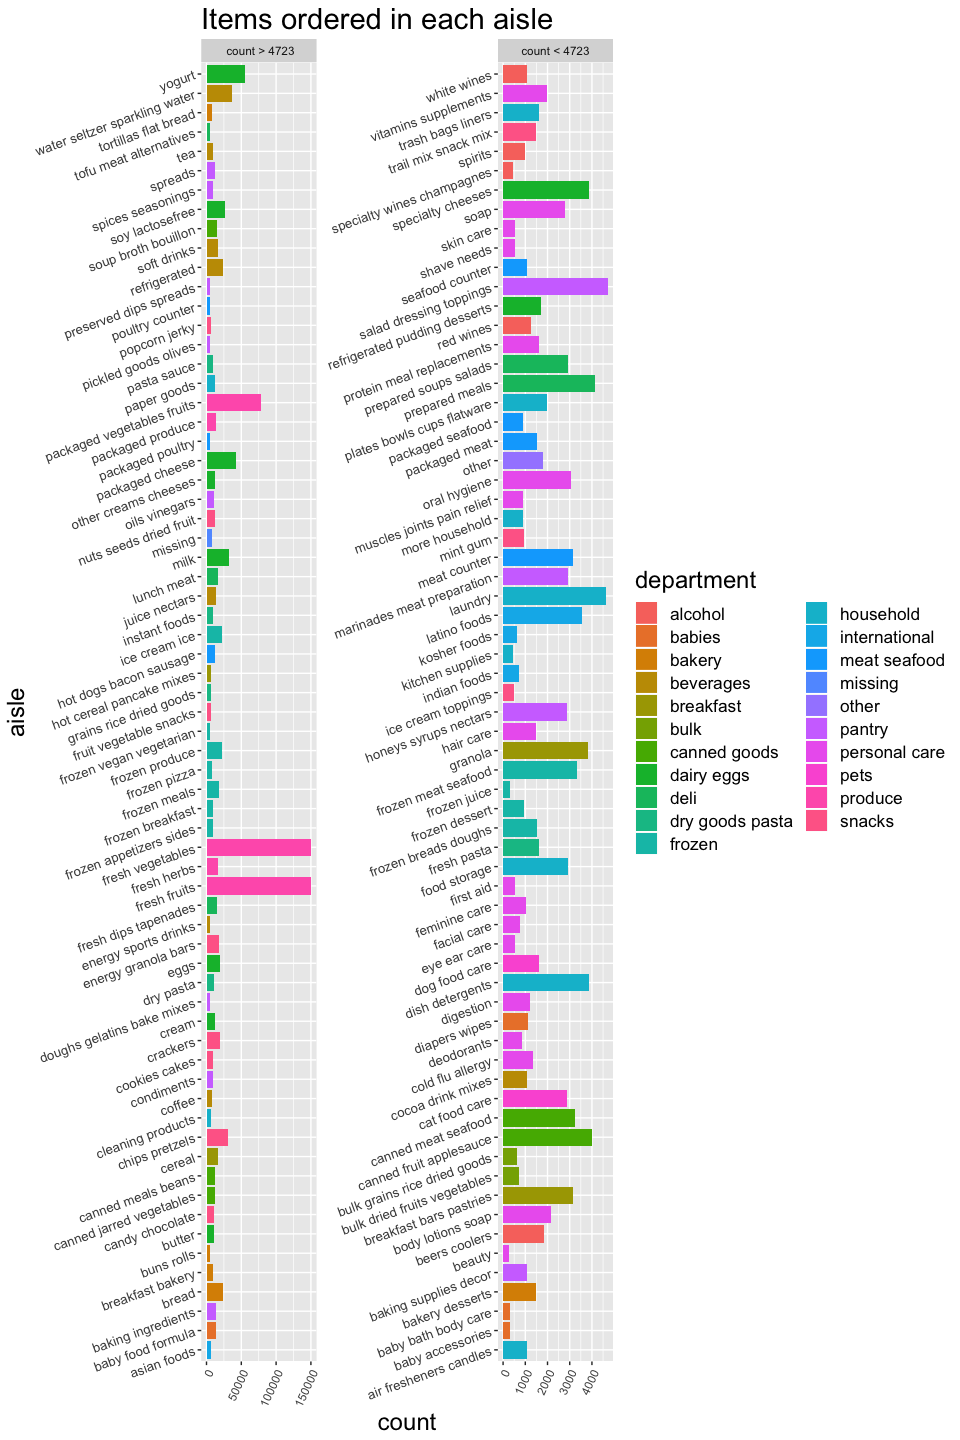 Items ordered in each aisle
count > 4723
yogurt
water seltzer sparkling water
tortillas flat bread
tofu meat alternatives
tea
spreads
spices seasonings
soy lactosefree
soup broth bouillon
soft drinks
refrigerated
preserved dips spreads
poultry counter
popcorn jerky
pickled goods olives
pasta sauce
paper goods
packaged vegetables fruits
packaged produce
packaged poultry
packaged cheese
other creams cheeses
oils vinegars
nuts seeds dried fruit
missing
milk
lunch meat
juice nectars
instant foods
ice cream ice
hot dogs bacon sausage
hot cereal pancake mixes
grains rice dried goods
fruit vegetable snacks
frozen vegan vegetarian
frozen produce
frozen pizza
frozen meals
frozen breakfast
frozen appetizers sides
fresh vegetables
fresh herbs
fresh fruits
fresh dips tapenades
energy sports drinks
energy granola bars
eggs
dry pasta
doughs gelatins bake mixes
cream
crackers
cookies cakes
condiments
coffee
cleaning products
chips pretzels
cereal
canned meals beans
canned jarred vegetables
candy chocolate
butter
buns rolls
breakfast bakery
bread
baking ingredients
baby food formula
asian foods
0
50000
100000
150000
count < 4723
white wines
vitamins supplements
trash bags liners
trail mix snack mix
spirits
specialty wines champagnes
specialty cheeses
soap
skin care
shave needs
seafood counter
salad dressing toppings
refrigerated pudding desserts
red wines
protein meal replacements
prepared soups salads
prepared meals
plates bowls cups flatware
packaged seafood
packaged meat
other
oral hygiene
muscles joints pain relief
more household
mint gum
meat counter
marinades meat preparation
laundry
latino foods
kosher foods
kitchen supplies
indian foods
ice cream toppings
honeys syrups nectars
hair care
granola
frozen meat seafood
frozen juice
frozen dessert
frozen breads doughs
fresh pasta
food storage
first aid
feminine care
facial care
eye ear care
dog food care
dish detergents
digestion
diapers wipes
deodorants
cold flu allergy
cocoa drink mixes
cat food care
canned meat seafood
canned fruit applesauce
bulk grains rice dried goods
bulk dried fruits vegetables
breakfast bars pastries
body lotions soap
beers coolers
beauty
baking supplies decor
bakery desserts
baby bath body care
baby accessories
air fresheners candles
0
1000
2000
3000
4000
aisle
count
department
alcohol
babies
bakery
beverages
breakfast
bulk
canned goods
dairy eggs
deli
dry goods pasta
frozen
household
international
meat seafood
missing
other
pantry
personal care
pets
produce
snacks